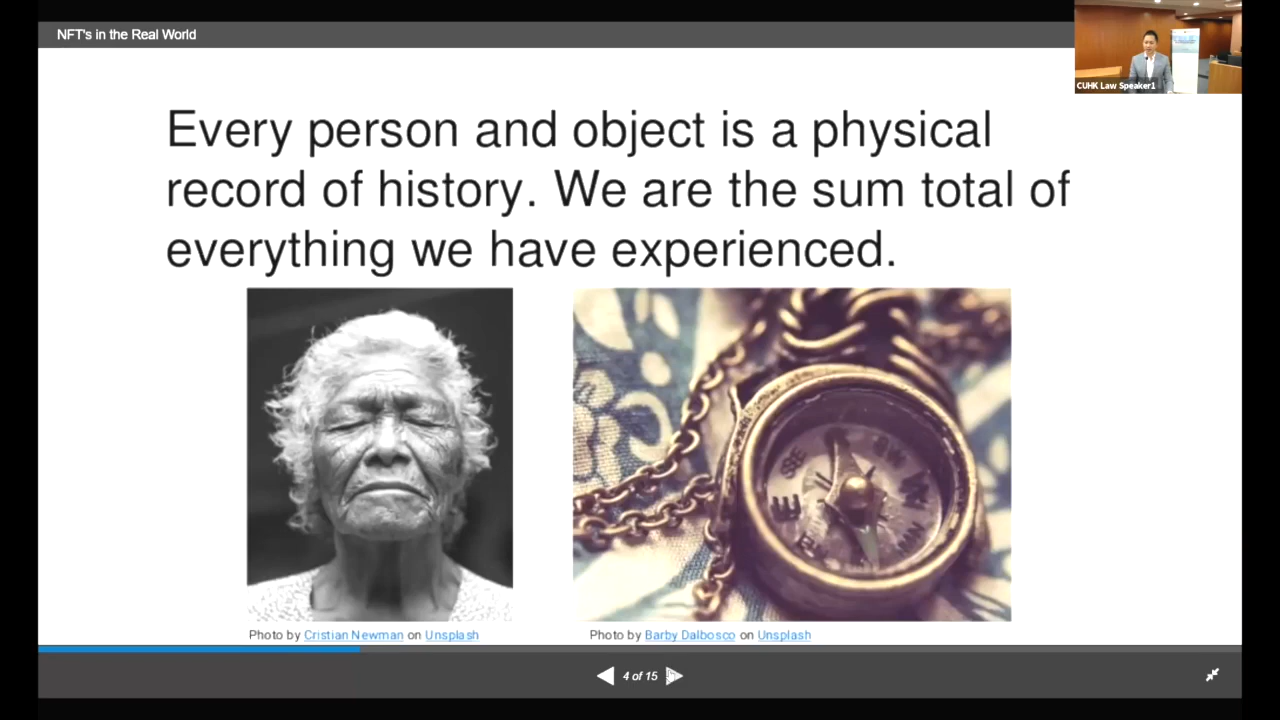 NFT's in the Real World
CUHK Law Speaker1
Every person and object is a physical
record of history. We are the sum total of
everything we have experienced.
SE
E
Photo by Cristian Newman on Unsplash
Photo by Barby Dalbosco on Unsplash
4 of 15